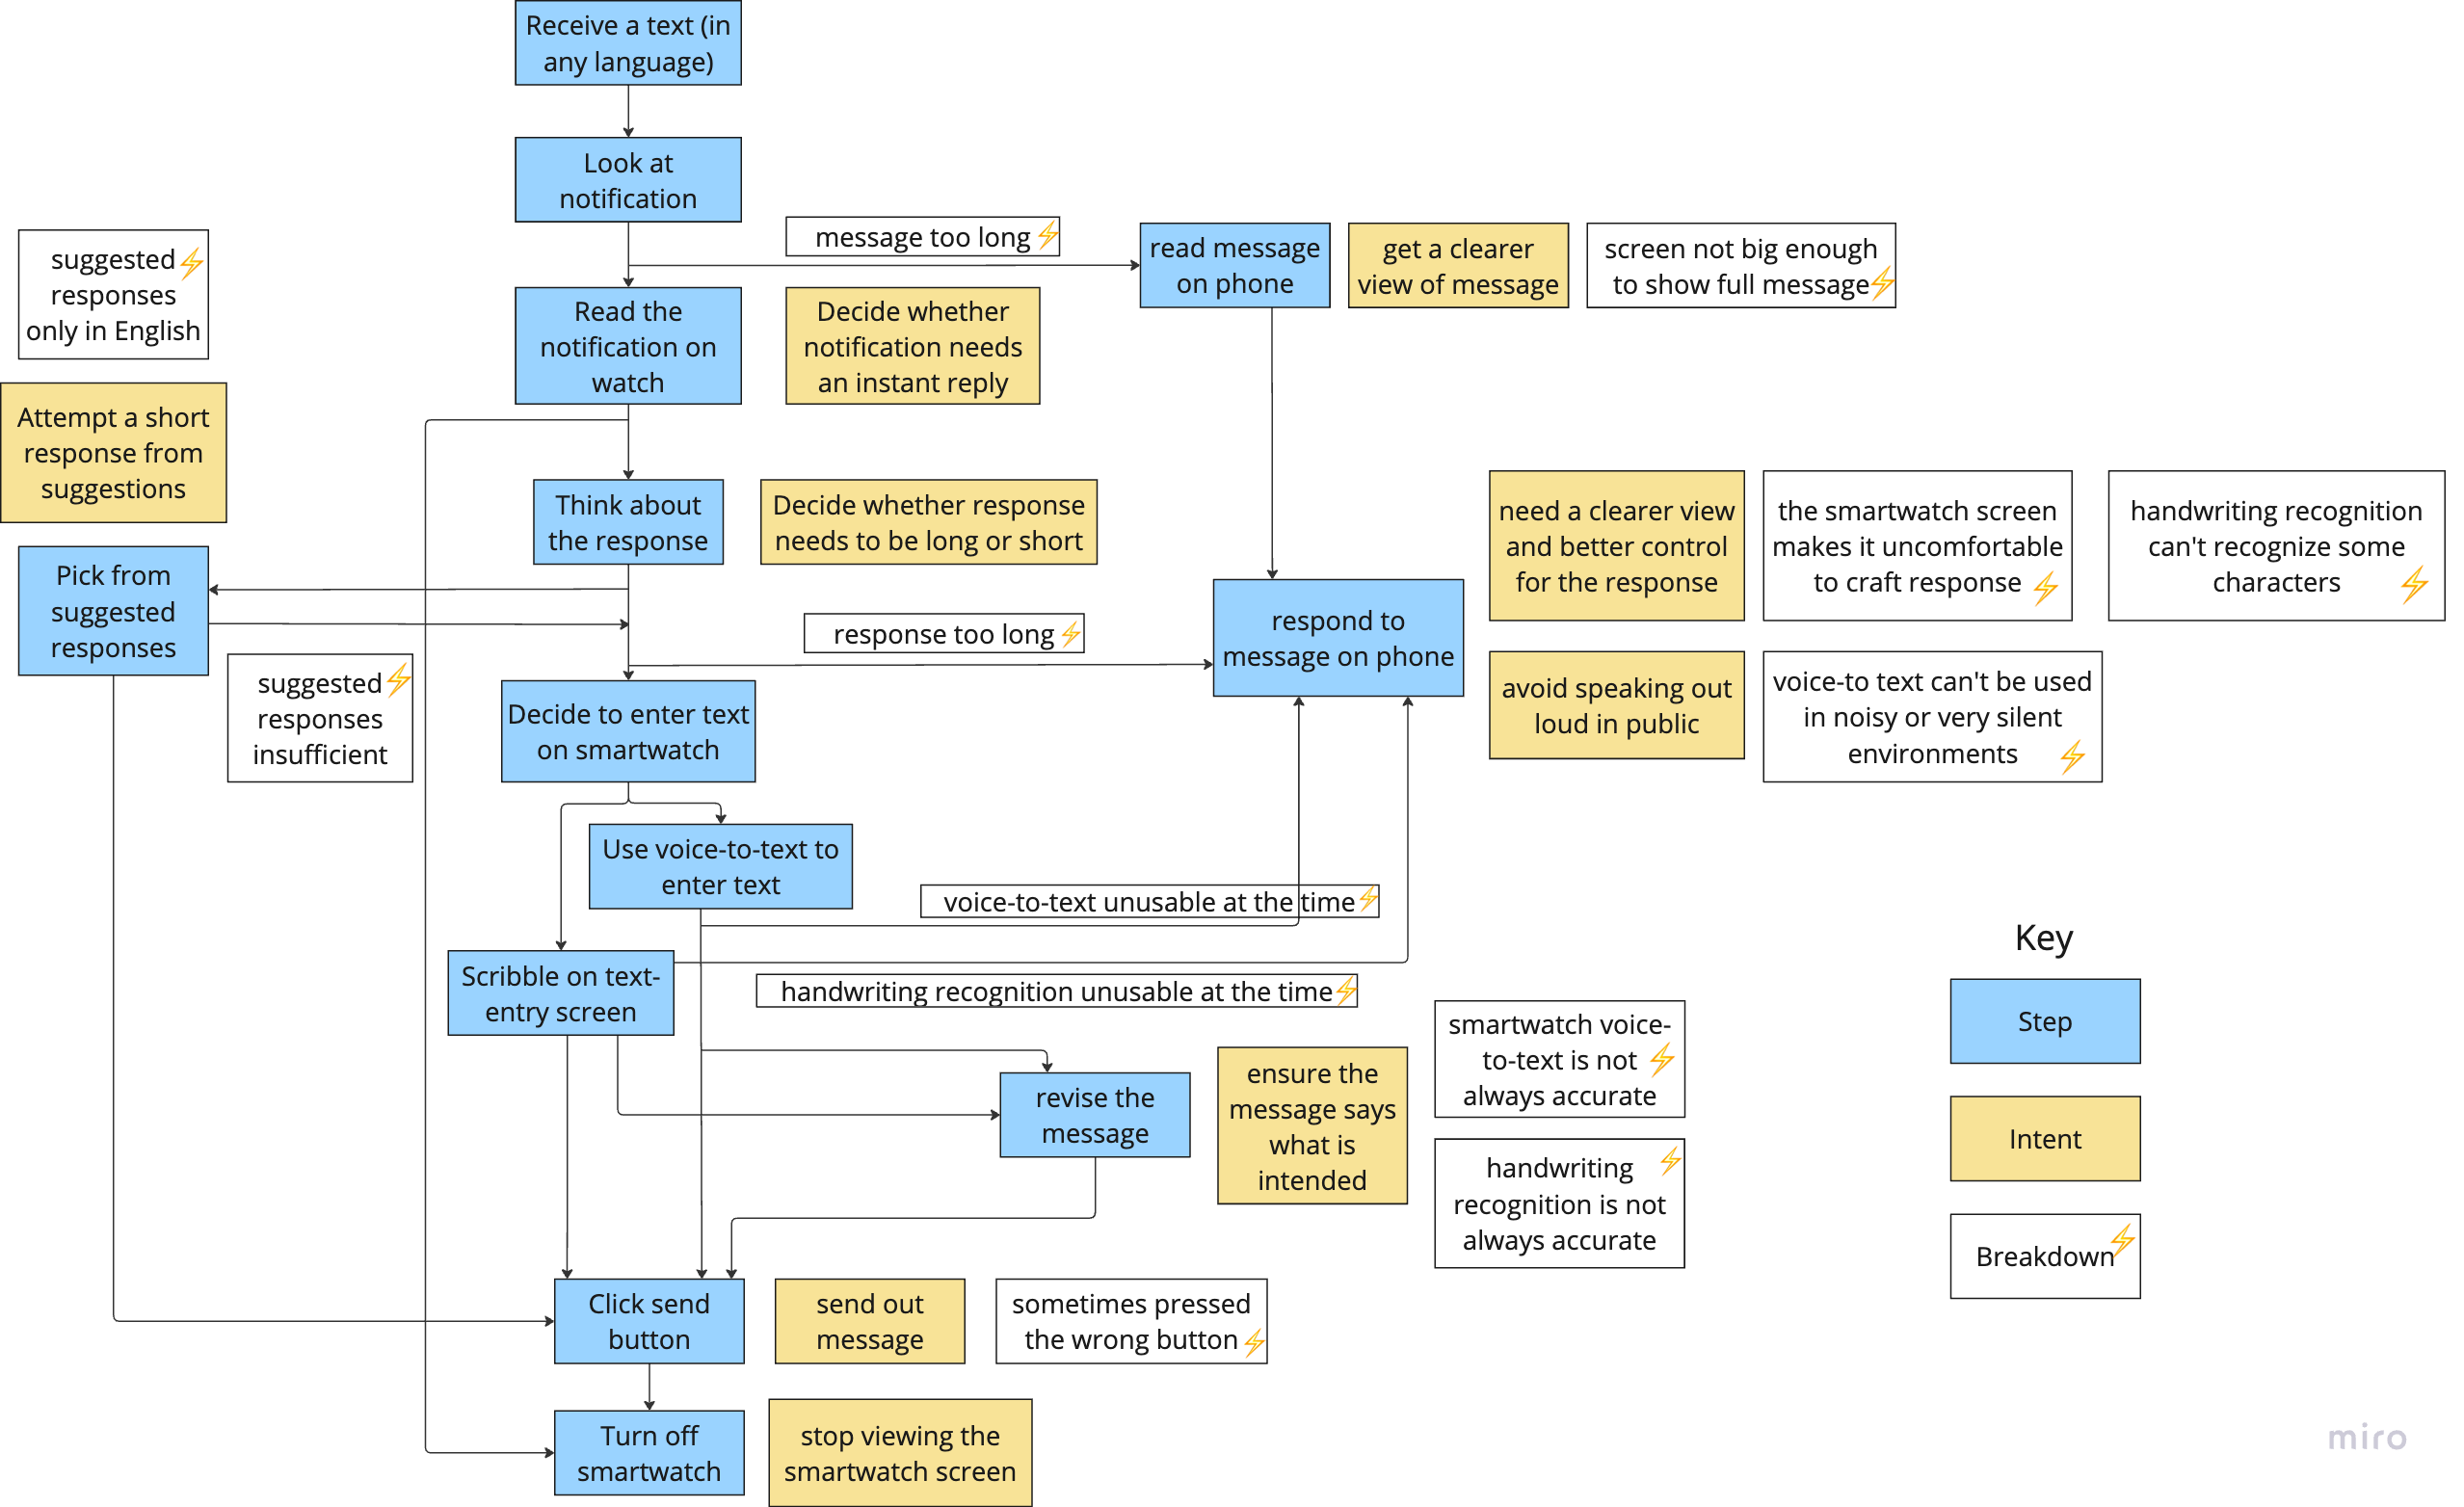 Receive a text (in
any language)
Look at
notification
message too long
read message
on phone
get a clearer
view of message
screen not big enough
to show full message
suggested
responses
only in English
Read the
notification on
watch
Decide whether
notification needs
an instant reply
Attempt a short
response from
suggestions
Think about
the response
Decide whether response
needs to be long or short
need a clearer view
and better control
for the response
the smartwatch screen
makes it uncomfortable
to craft response
handwriting recognition
can't recognize some
characters
Pick from
suggested
responses
response too long
respond to
message on phone
suggested
responses
insufficient
Decide to enter text
on smartwatch
avoid speaking out
loud in public
voice-to text can't be used
in noisy or very silent
environments
Use voice-to-text to
enter text
voice-to-text unusable at the time
Scribble on text-
entry screen
handwriting recognition unusable at the time
revise the
message
ensure the
message says
what is
intended
smartwatch voice-
to-text is not
always accurate
handwriting
recognition is not
always accurate
Click send
button
send out
message
sometimes pressed
the wrong button
Turn off
smartwatch
stop viewing the
smartwatch screen
Key
Step
Intent
Breakdown
miro